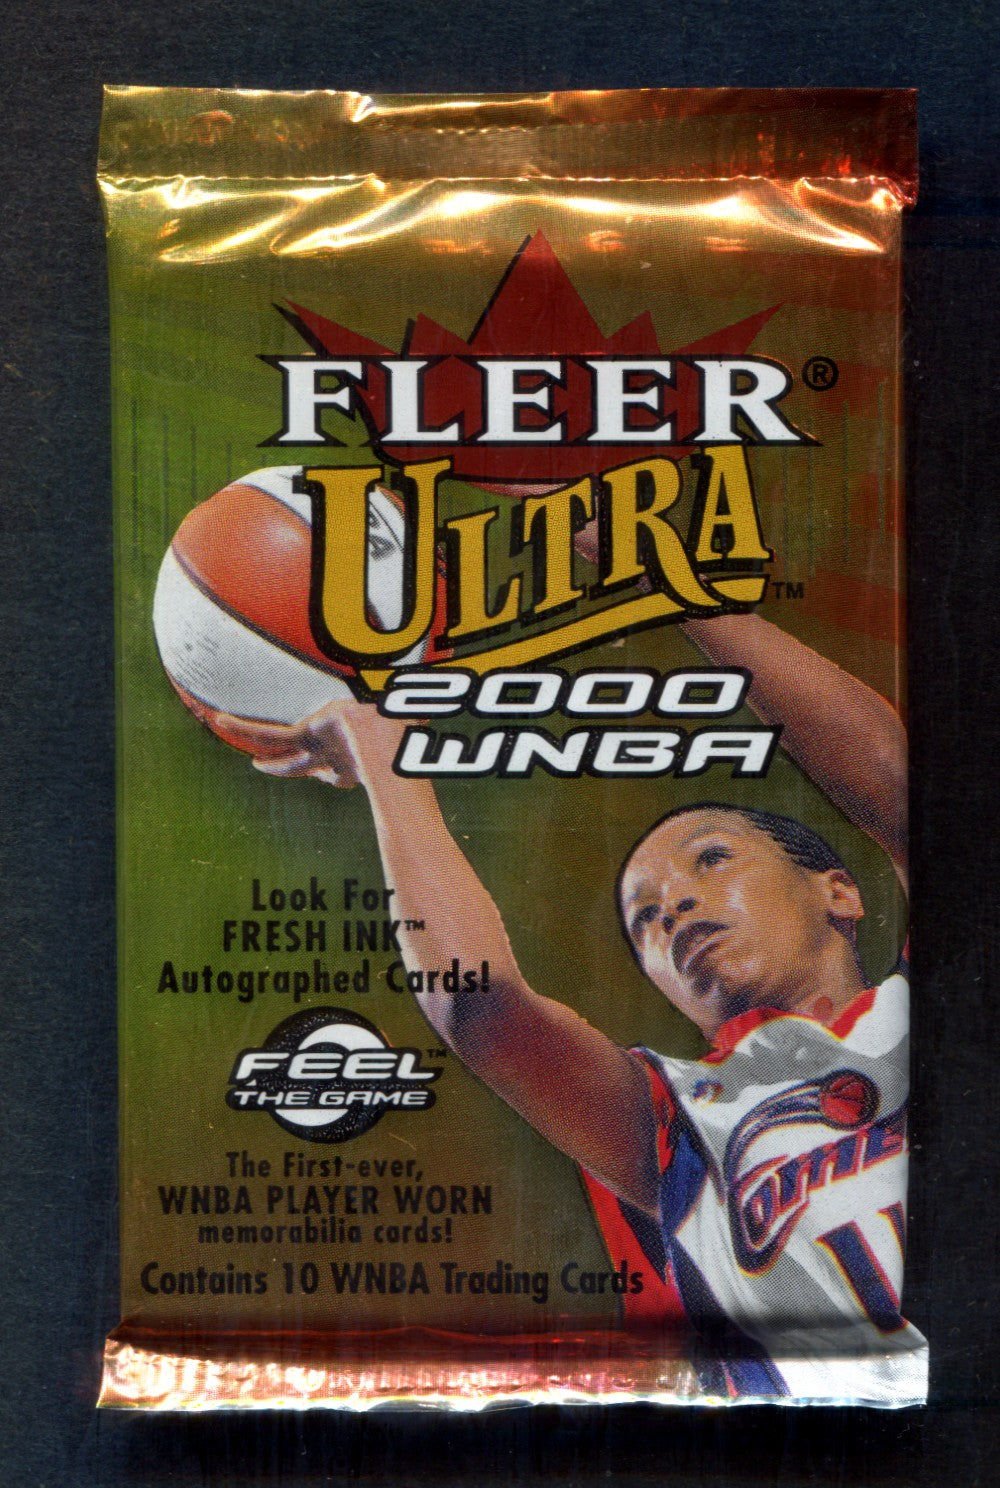 FLEER®
ULTRA™
2000
WNBA
Look For
FRESH INK™
Autographed Cards!
FEEL™
THE GAME
The First-ever,
WNBA PLAYER WORN
memorabilia cards!
Contains 10 WNBA Trading Cards
COME